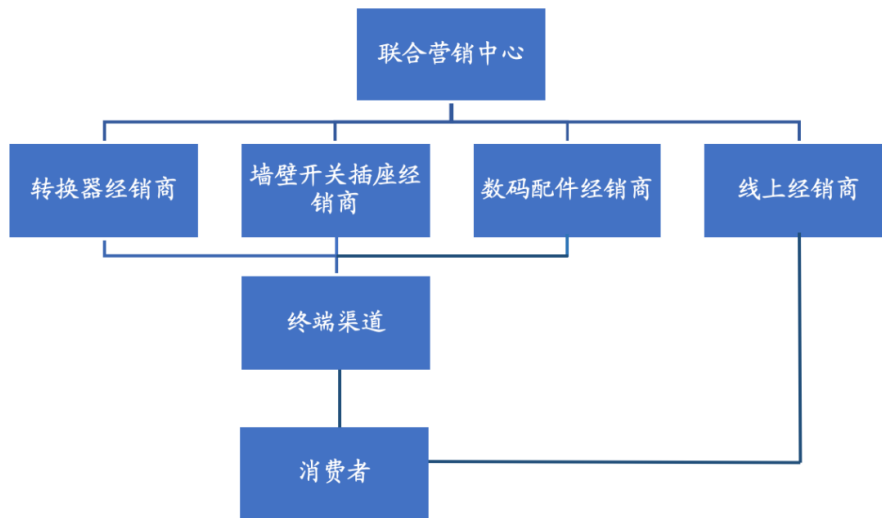 联合营销中心
转换器经销商
墙壁开关插座经
销商
数码配件经销商
线上经销商
终端渠道
消费者